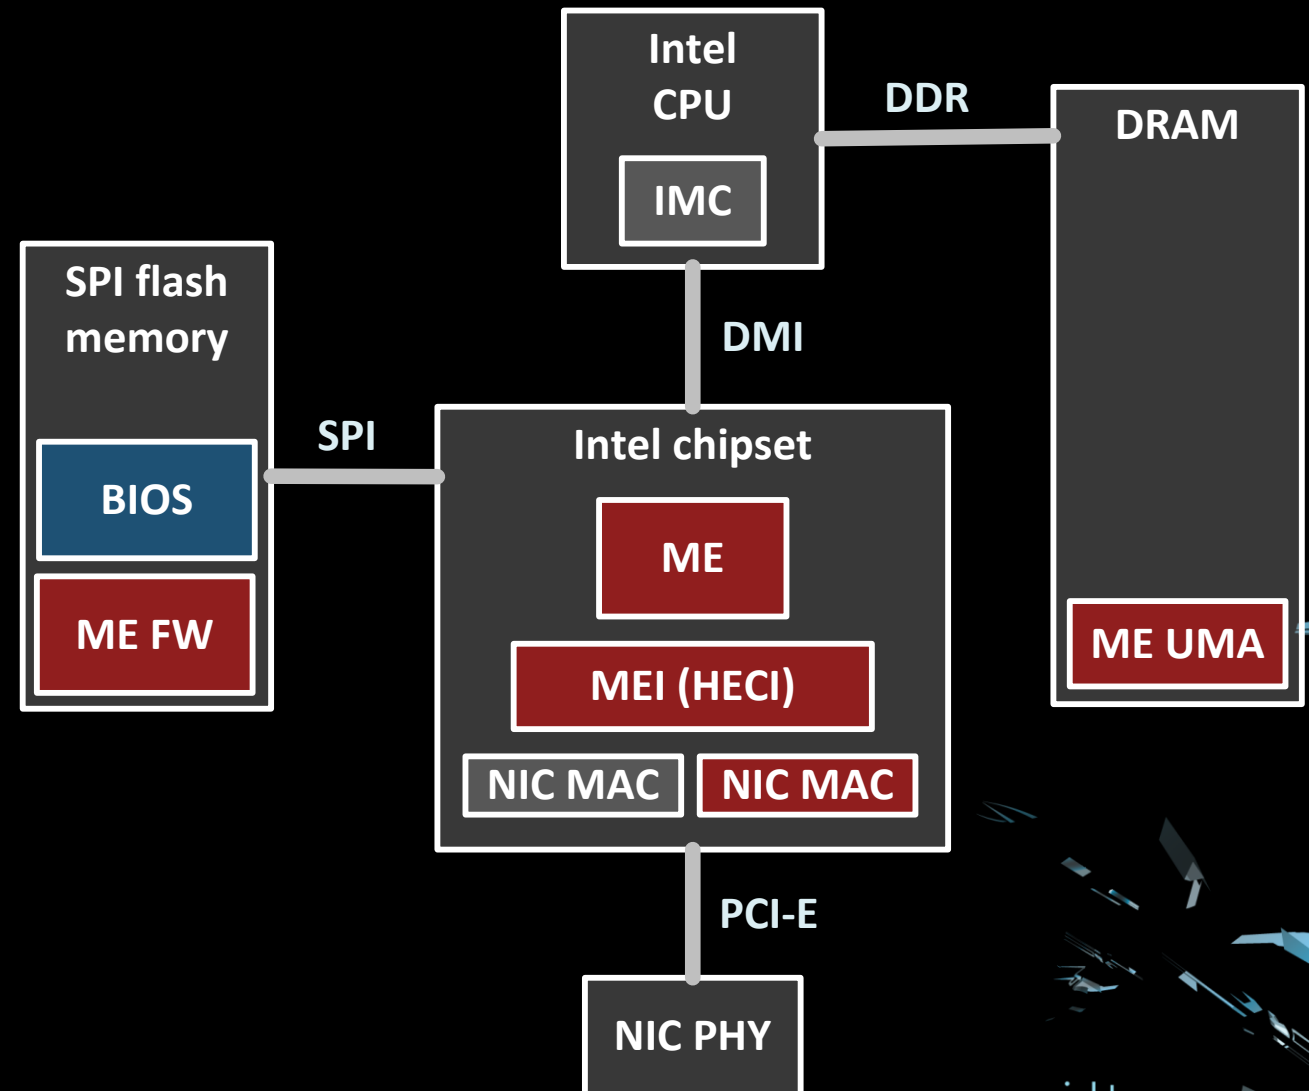 Intel
CPU
IMC
DDR
DRAM
ME UMA
DMI
SPI flash
memory
BIOS
ME FW
SPI
Intel chipset
ME
MEI (HECI)
NIC MAC
NIC MAC
PCI-E
NIC PHY